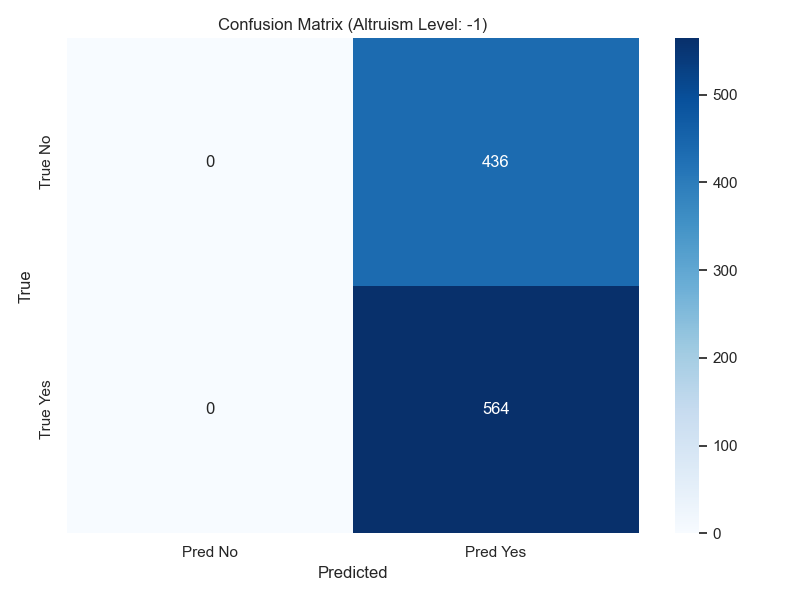 Confusion Matrix (Altruism Level: -1)
True No
0
436
True
True Yes
0
564
Pred No
Pred Yes
Predicted
500
400
300
200
100
0